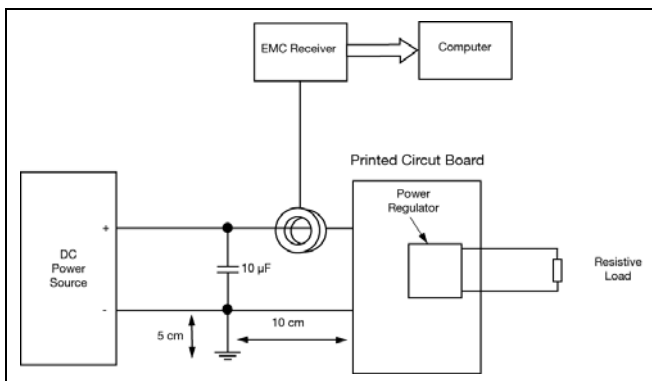 EMC Receiver
Computer
Printed Circut Board
Power
Regulator
+
DC
Power
Source
10 µF
Resistive
Load
-
5 cm
10 cm